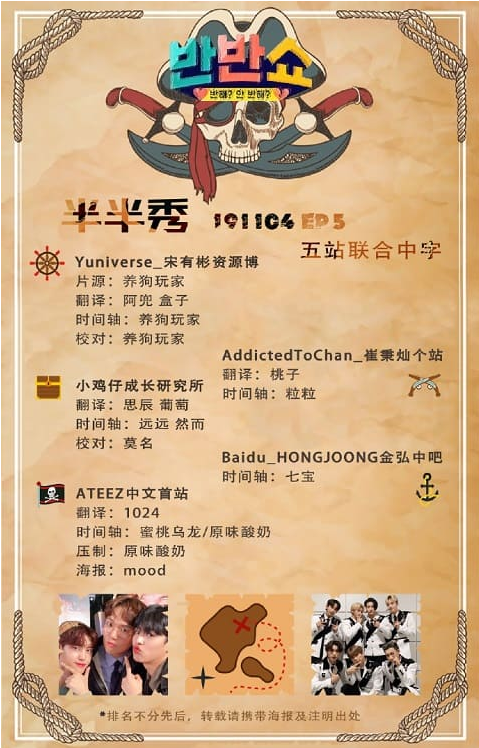 반반쇼
반해? 안 반해?
半半秀 191104 EP5
五站联合中字
Yuniverse_宋有彬资源博
片源：养狗玩家
翻译：阿兜 盒子
时间轴：养狗玩家
校对：养狗玩家
AddictedToChan_崔秉灿个站
翻译：桃子
时间轴：粒粒
小鸡仔成长研究所
翻译：思辰 葡萄
时间轴：远远 然而
校对：莫名
Baidu_HONGJOONG金弘中吧
时间轴：七宝
ATEEZ中文首站
翻译：1024
时间轴：蜜桃乌龙/原味酸奶
压制：原味酸奶
海报：mood
*排名不分先后，转载请携带海报及注明出处